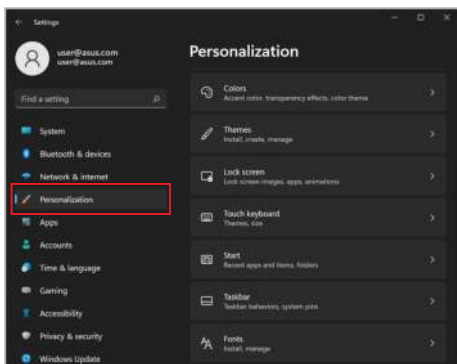 Settings
user@asus.com
user@asus.com
Find a setting
System
Bluetooth & devices
Network & internet
Personalization
Apps
Accounts
Time & language
Gaming
Accessibility
Privacy & security
Windows Update
Personalization
Colors
Accent color, transparency effects, color theme
Themes
Install, create, manage
Lock screen
Lock screen images, apps, animations
Touch keyboard
Themes, size
Start
Recent apps and items, folders
Taskbar
Taskbar behaviors, system pins
Fonts
Install, manage